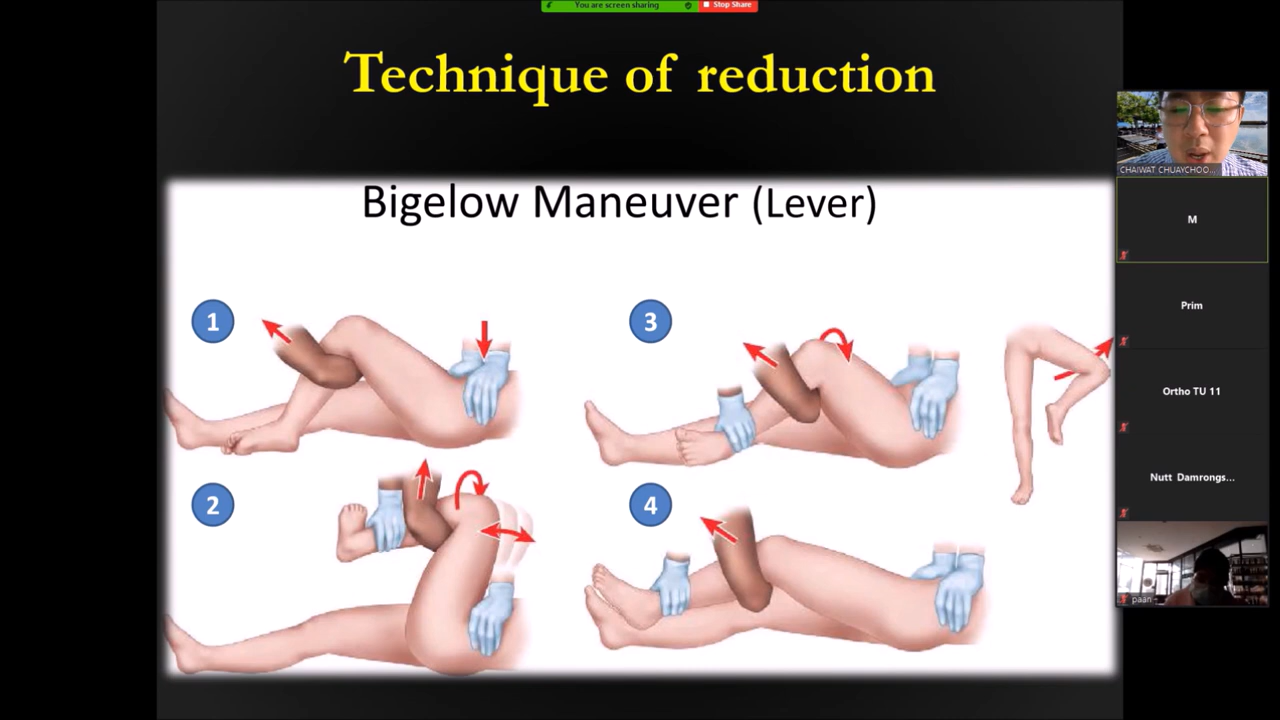 You are screen sharing
Stop Share
Technique of reduction
Bigelow Maneuver (Lever)
1
3
2
4
CHAIWAT CHUAYCHOO...
M
Prim
Ortho TU 11
Nutt Damrongs...
paan